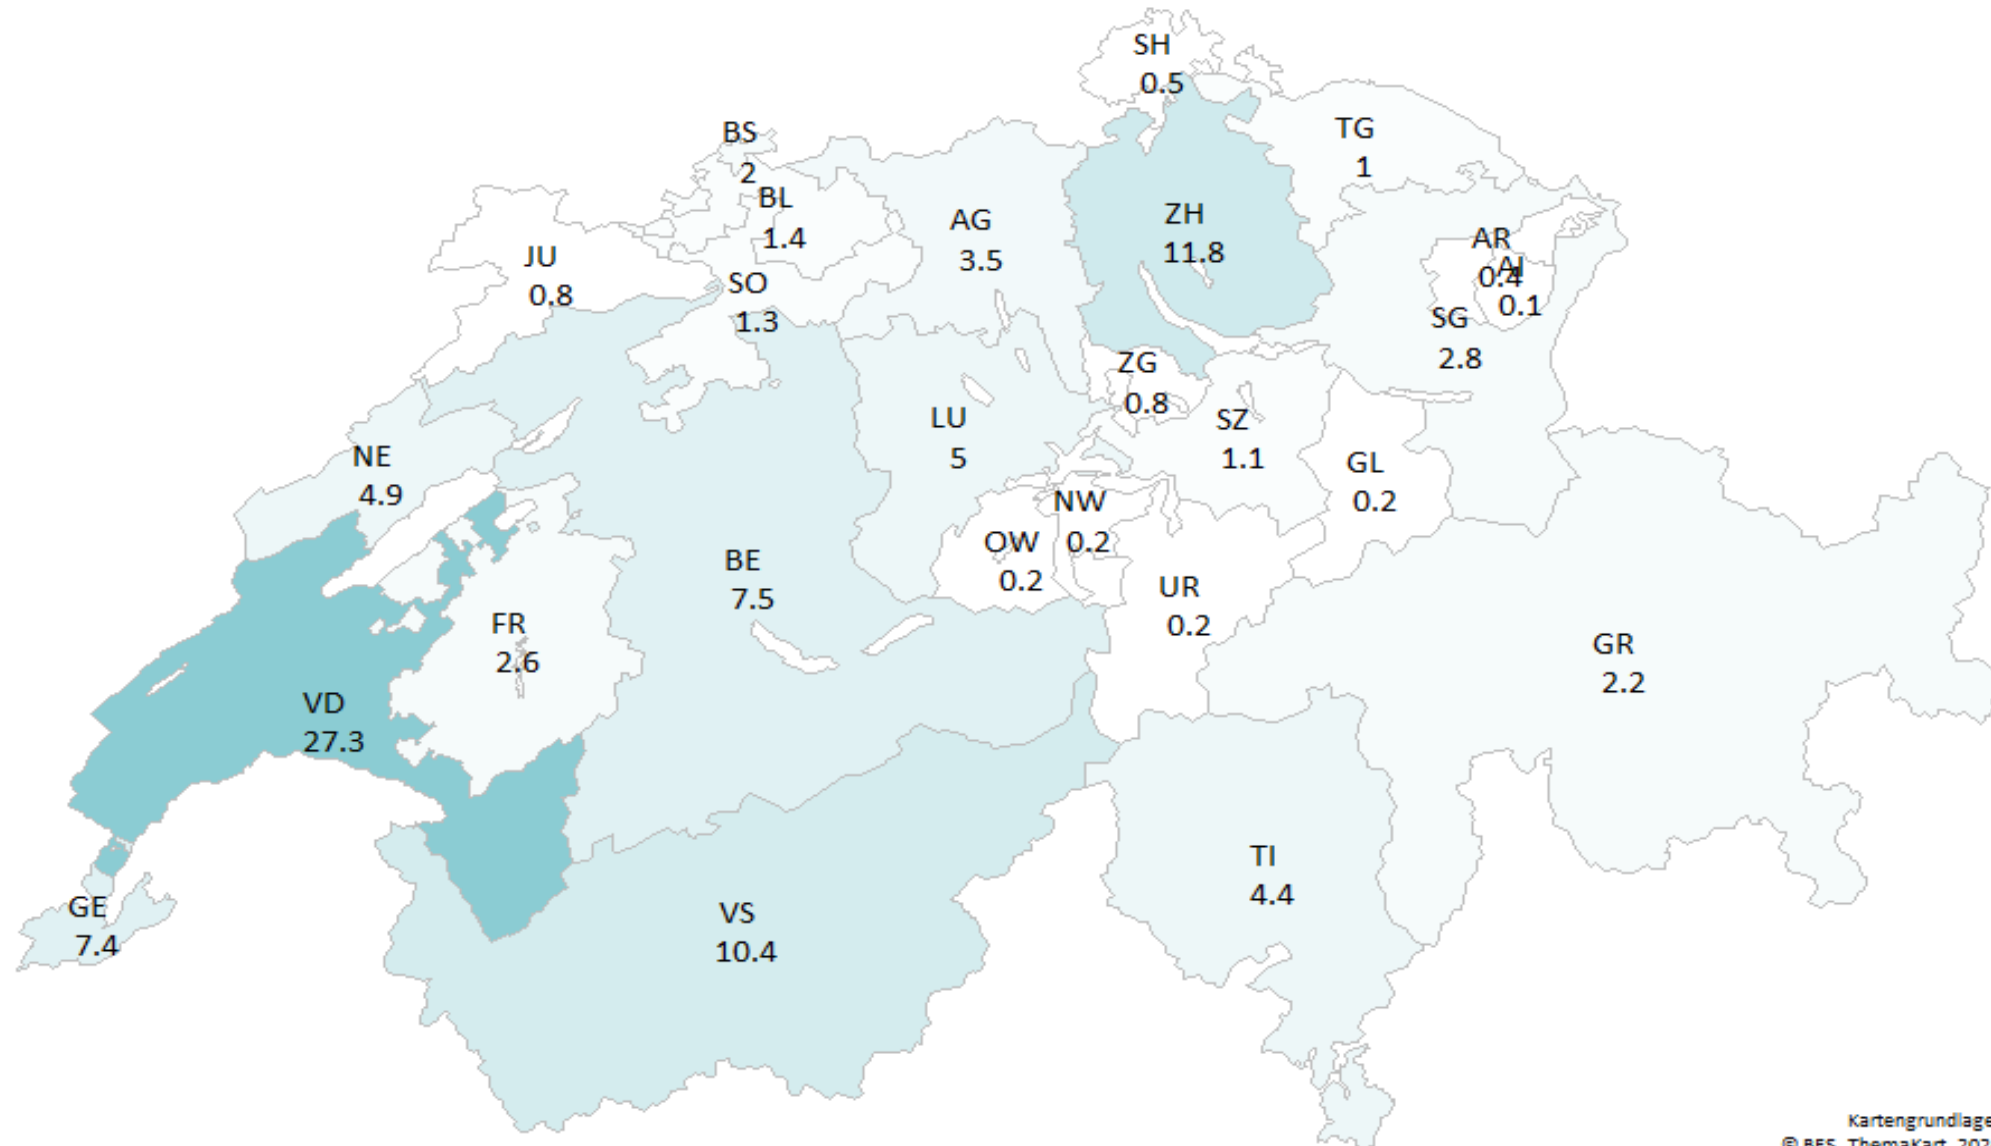 SH
0.5
BS
2
TG
1
BL
1.4
AG
3.5
ZH
11.8
AR
0.4
AI
0.1
JU
0.8
SO
1.3
SG
2.8
ZG
0.8
LU
5
SZ
1.1
GL
0.2
NE
4.9
NW
0.2
OW
0.2
BE
7.5
UR
0.2
FR
2.6
GR
2.2
VD
27.3
TI
4.4
GE
7.4
VS
10.4
Kartengrundlage
© BFS, ThemaKart, 202